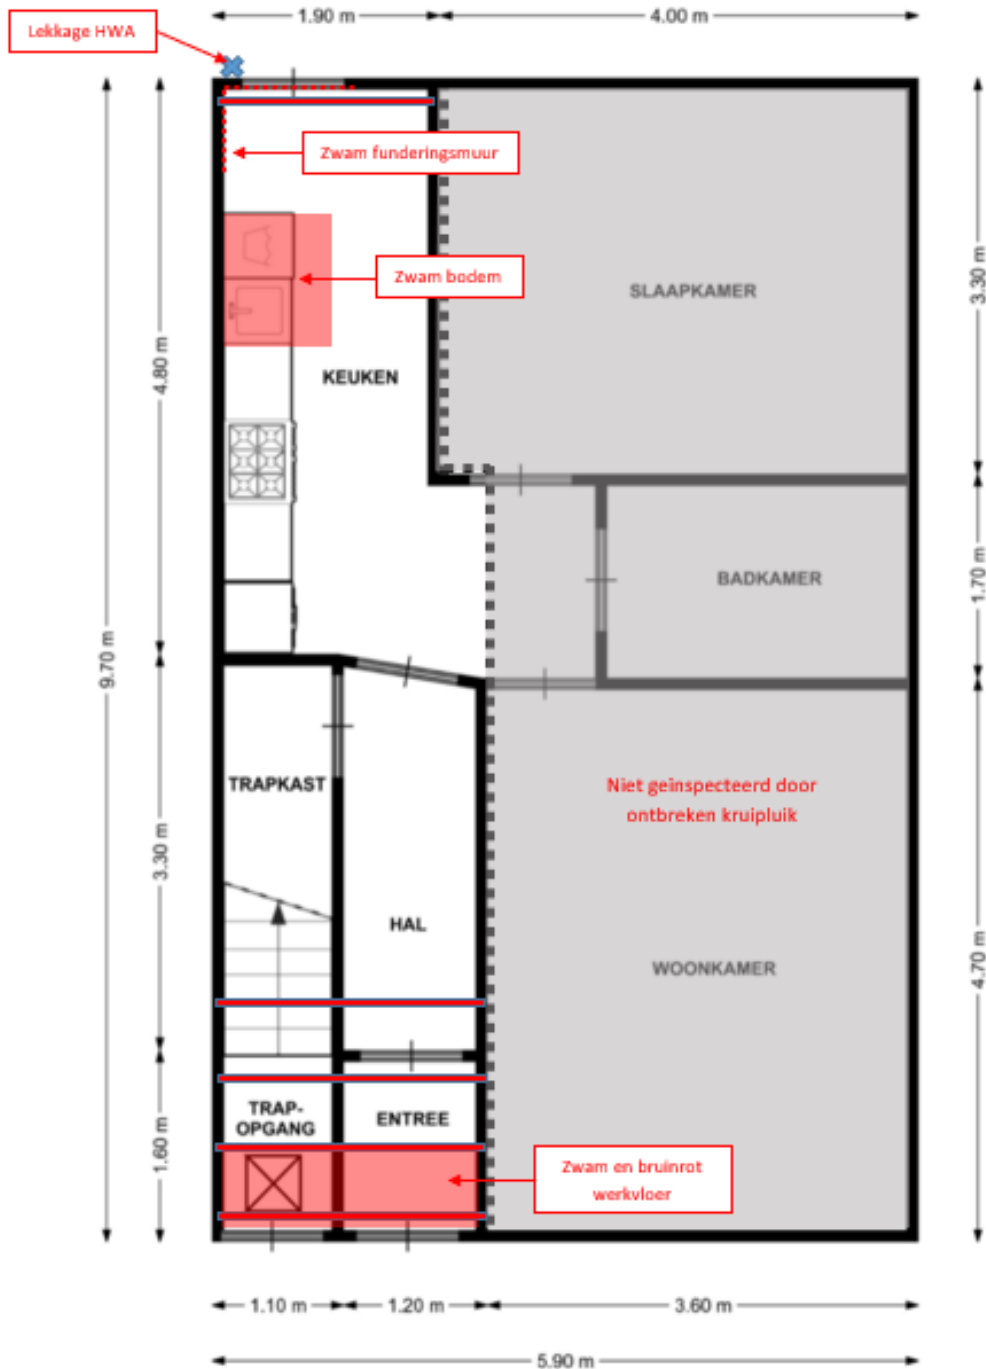 1.90 m
4.00 m
Lekkage HWA
Zwam funderingsmuur
Zwam bodem
SLAAPKAMER
3.30 m
4.80 m
KEUKEN
BADKAMER
1.70 m
9.70 m
TRAPKAST
Niet geïnspecteerd door
ontbreken kruipluik
3.30 m
HAL
WOONKAMER
4.70 m
TRAP-
OPGANG
ENTREE
1.60 m
Zwam en bruinrot
werkvloer
1.10 m
1.20 m
3.60 m
5.90 m